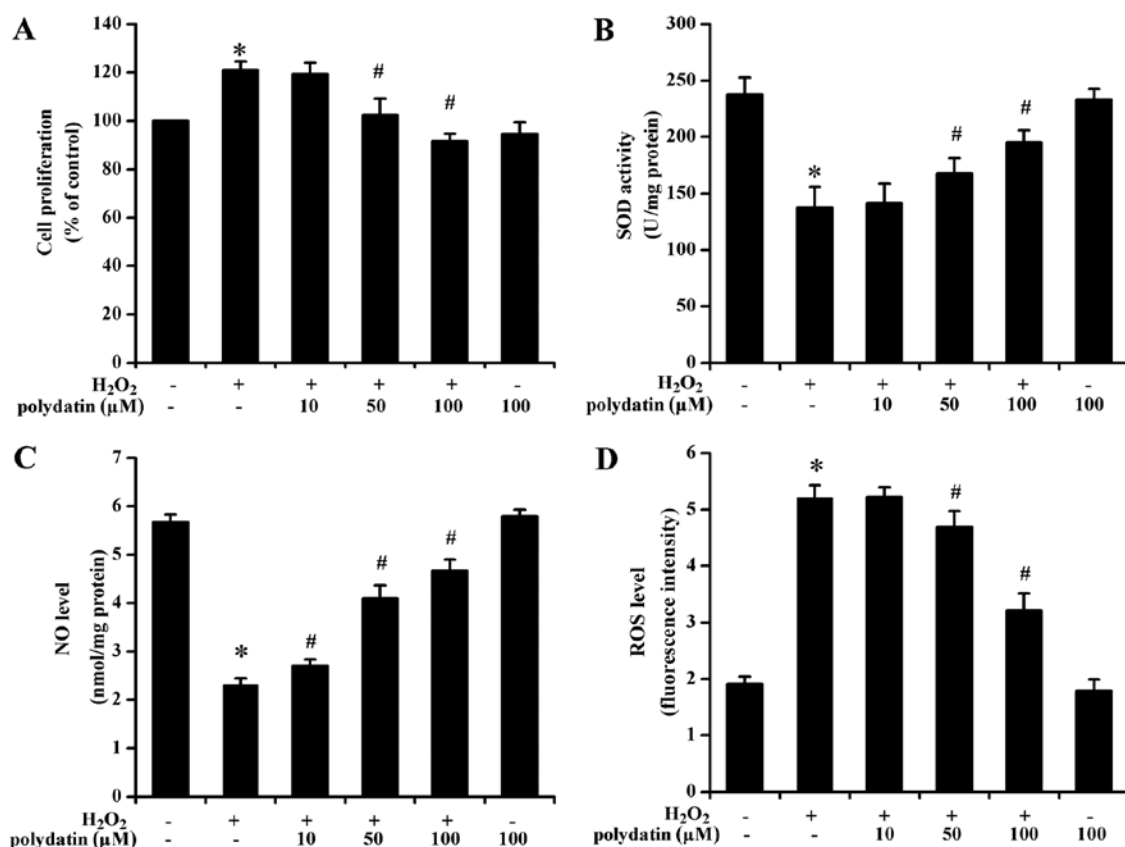 A
Cell proliferation
(% of control)
140
120
100
80
60
40
20
0
*
#
#
H₂O₂ - + + + + -
polydatin (µM) - - 10 50 100 100
B
SOD activity
(U/mg protein)
300
250
200
150
300
250
0
*
#
#
H₂O₂ - + + + + -
polydatin (µM) - - 10 50 100 100
C
NO level
(nmol/mg protein)
7
6
5
4
3
2
1
0
*
#
#
#
H₂O₂ - + + + + -
polydatin (µM) - - 10 50 100 100
D
ROS level
(fluorescence intensity)
6
5
4
3
2
1
0
*
#
#
H₂O₂ - + + + + -
polydatin (µM) - - 10 50 100 100